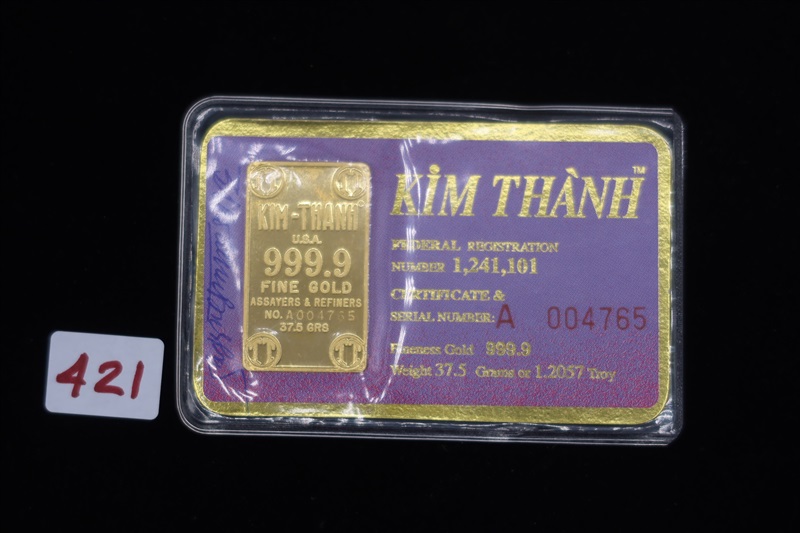 421
KIM-THANH
U.S.A.
999.9
FINE GOLD
ASSAYERS & REFINERS
NO. A004765
37.5 GRS
KIM THÀNH™
FEDERAL REGISTRATION
NUMBER 1,241,101
CERTIFICATE &
SERIAL NUMBER: A 004765
Fineness Gold 999.9
Weight 37.5 Grams or 1.2057 Troy